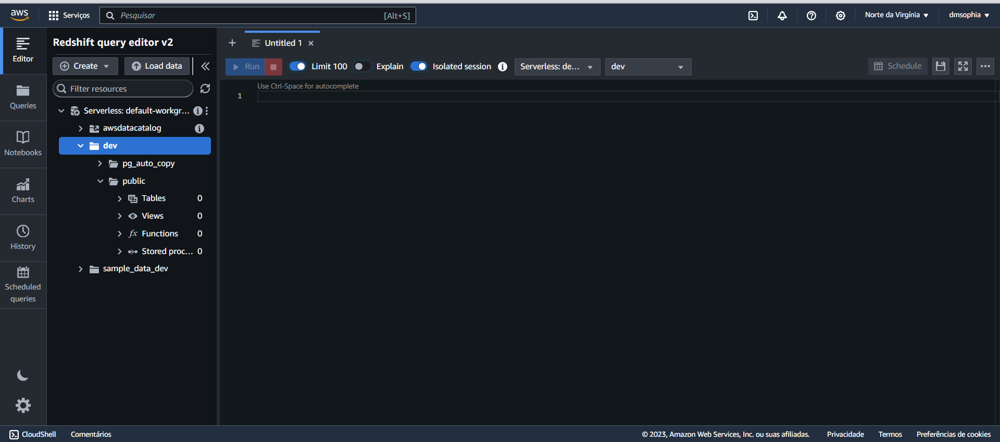 aws
Serviços
Pesquisar
[Alt+S]
Norte da Virgínia
dmsophia
Editor
Queries
Notebooks
Charts
History
Scheduled
queries
Redshift query editor v2
Create
Load data
Filter resources
Serverless: default-workgr...
awsdatacatalog
dev
pg_auto_copy
public
Tables 0
Views 0
fx Functions 0
Stored proc... 0
sample_data_dev
Untitled 1
Run
Limit 100
Explain
Isolated session
Serverless: de...
dev
Schedule
Use Ctrl-Space for autocomplete
1
CloudShell
Comentários
© 2023, Amazon Web Services, Inc. ou suas afiliadas.
Privacidade
Termos
Preferências de cookies